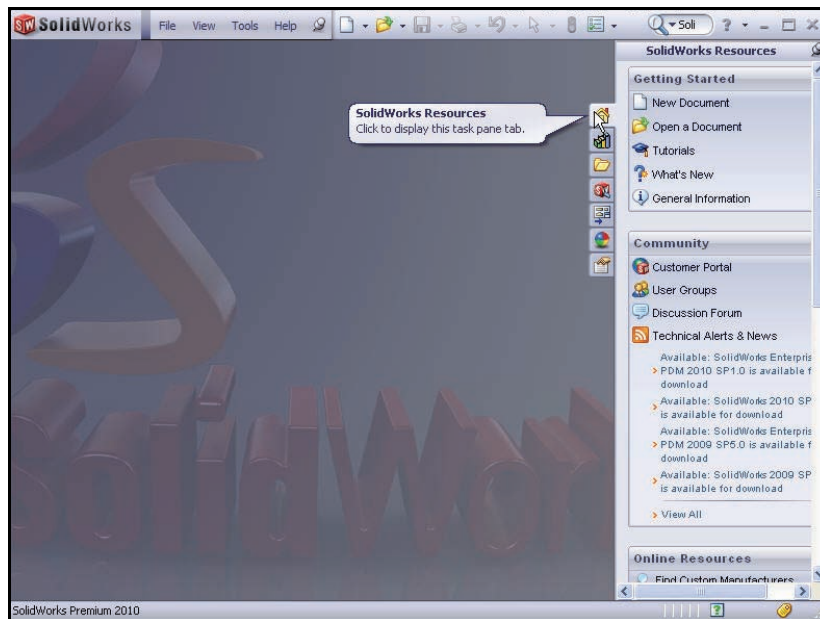 SolidWorks File View Tools Help Soli ?
SolidWorks Resources
Getting Started
New Document
Open a Document
Tutorials
What's New
General Information
SolidWorks Resources
Click to display this task pane tab.
Community
Customer Portal
User Groups
Discussion Forum
Technical Alerts & News
Available: SolidWorks Enterpris
PDM 2010 SP1.0 is available f
download
Available: SolidWorks 2010 SP
is available for download
Available: SolidWorks Enterpris
PDM 2009 SP5.0 is available f
download
Available: SolidWorks 2009 SP
is available for download
View All
Online Resources
Find Custom Manufacturers
SolidWor
SolidWorks Premium 2010